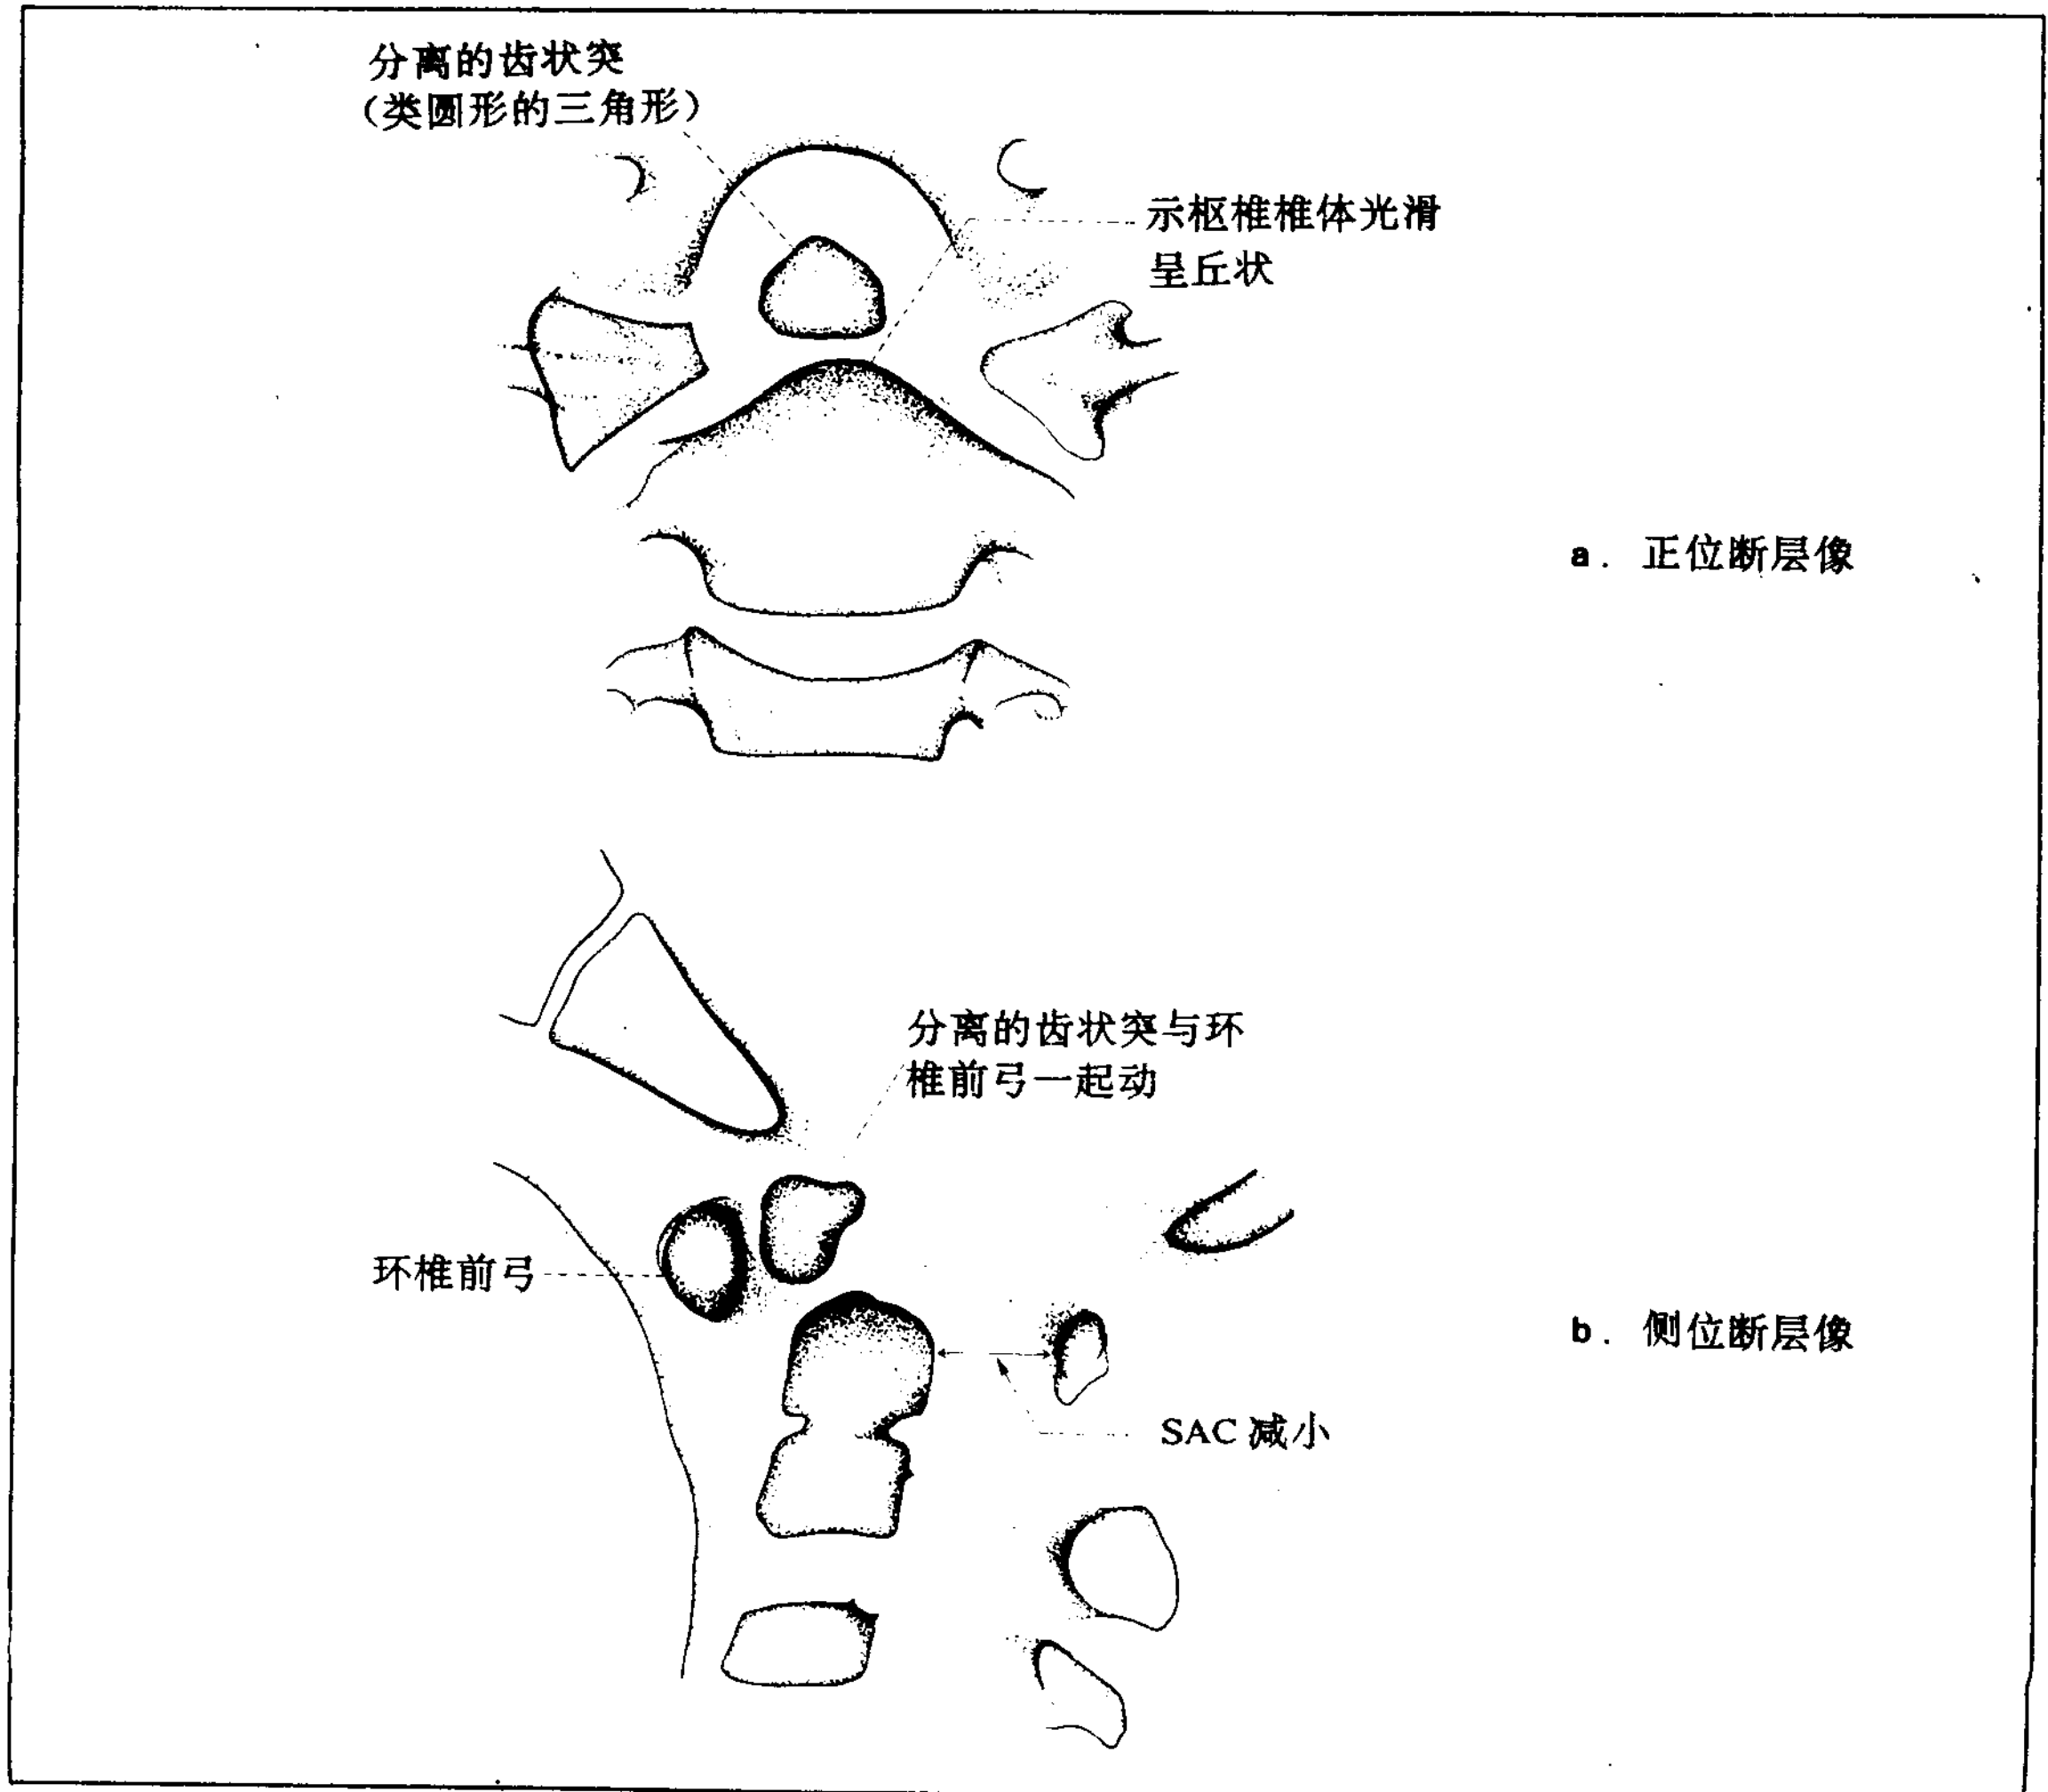 分离的齿状突
（类圆形的三角形）
示枢椎椎体光滑
呈丘状
a. 正位断层像
分离的齿状突与环
椎前弓一起动
环椎前弓
b. 侧位断层像
SAC 减小